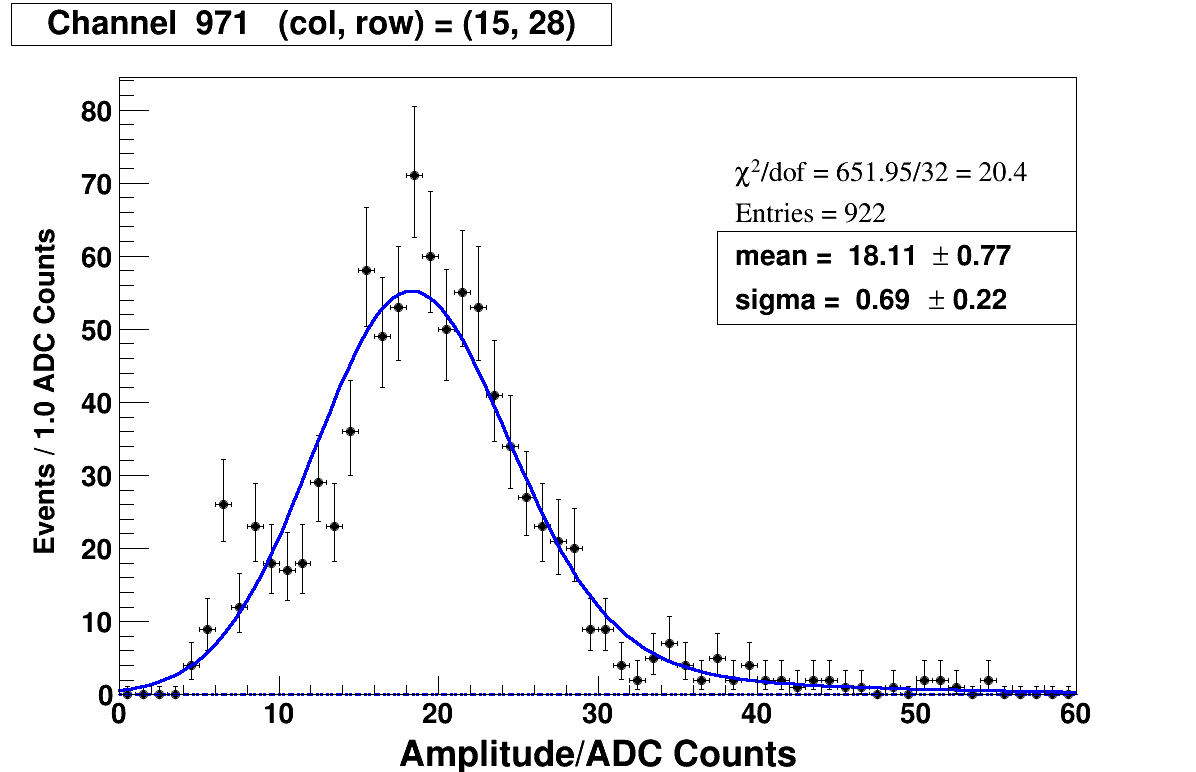 Channel 971 (col, row) = (15, 28)
χ²/dof = 651.95/32 = 20.4
Entries = 922
mean = 18.11 ± 0.77
sigma = 0.69 ± 0.22
Events / 1.0 ADC Counts
80
70
60
50
40
30
20
10
0
0 10 20 30 40 50 60
Amplitude/ADC Counts